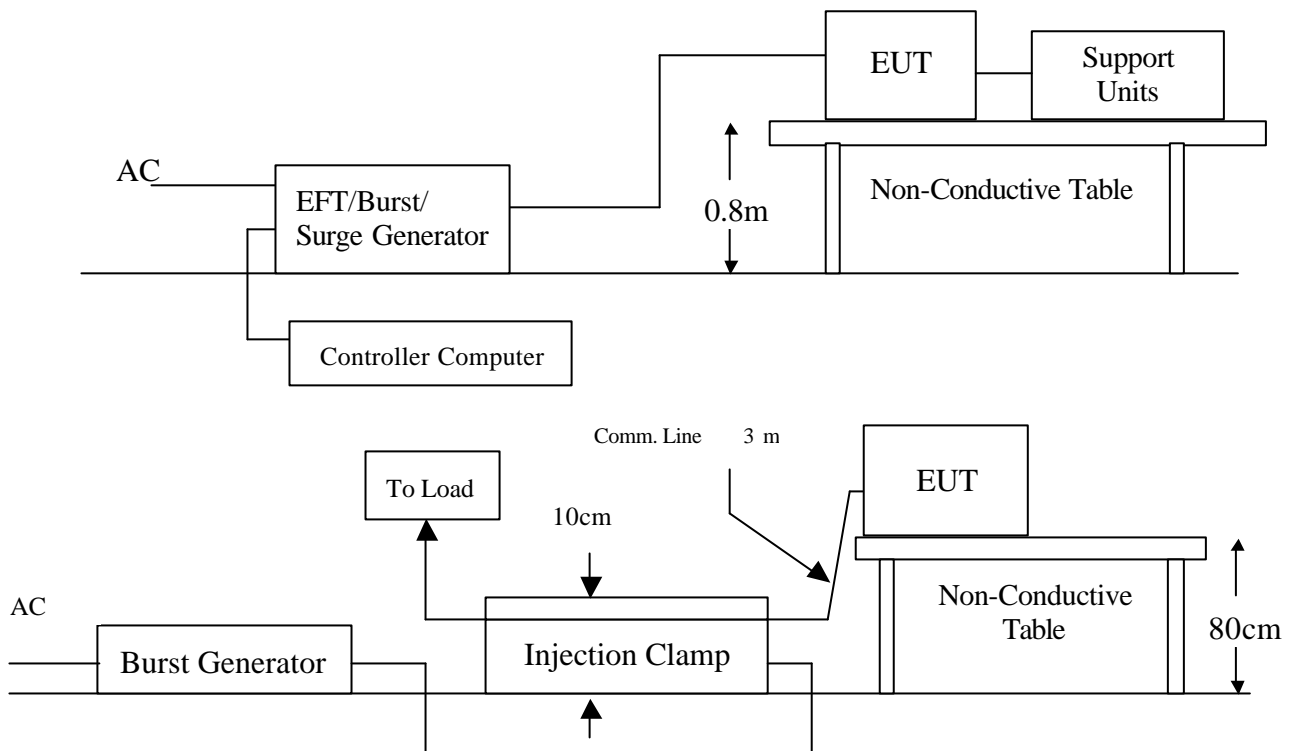 EUT
Support
Units
AC
EFT/Burst/
Surge Generator
0.8m
Non-Conductive Table
Controller Computer
Comm. Line 3 m
To Load
EUT
10cm
AC
Burst Generator
Injection Clamp
Non-Conductive
Table
80cm